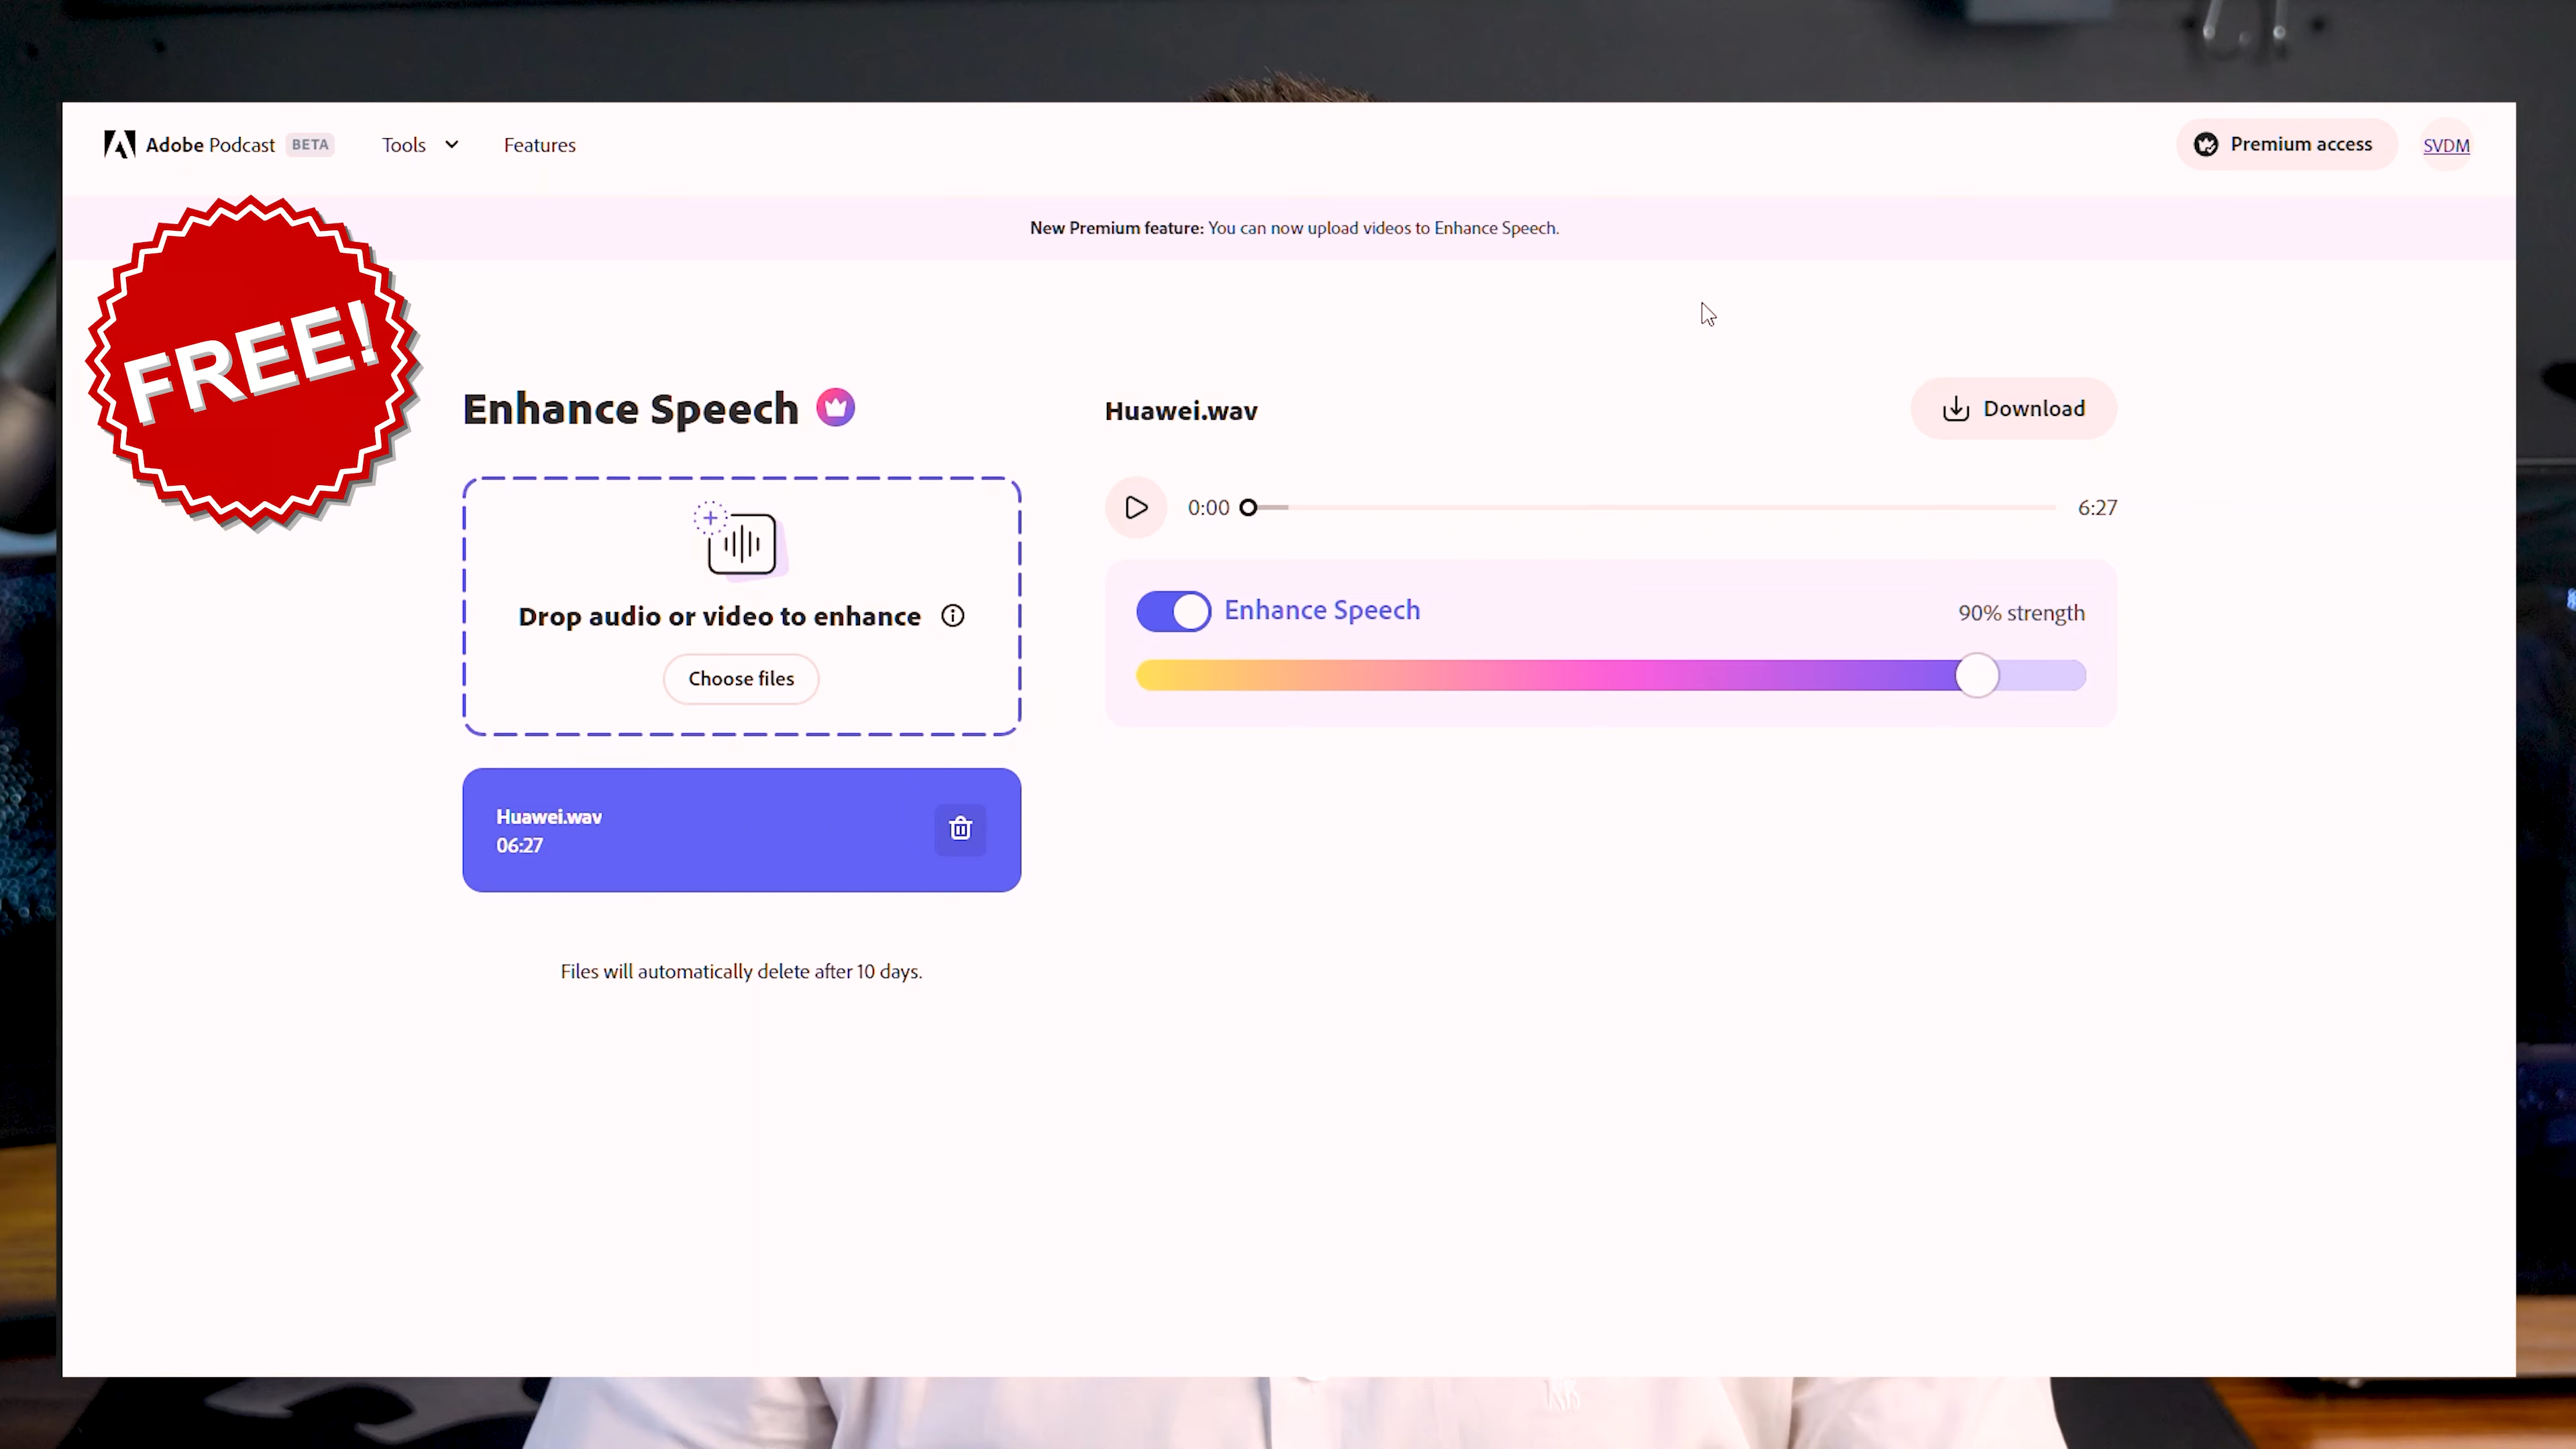 Adobe Podcast BETA
Tools
Features
Premium access
SVDM
New Premium feature: You can now upload videos to Enhance Speech.
FREE!
Enhance Speech
Drop audio or video to enhance
Choose files
Huawei.wav
06:27
Files will automatically delete after 10 days.
Huawei.wav
Download
0:00
6:27
Enhance Speech
90% strength